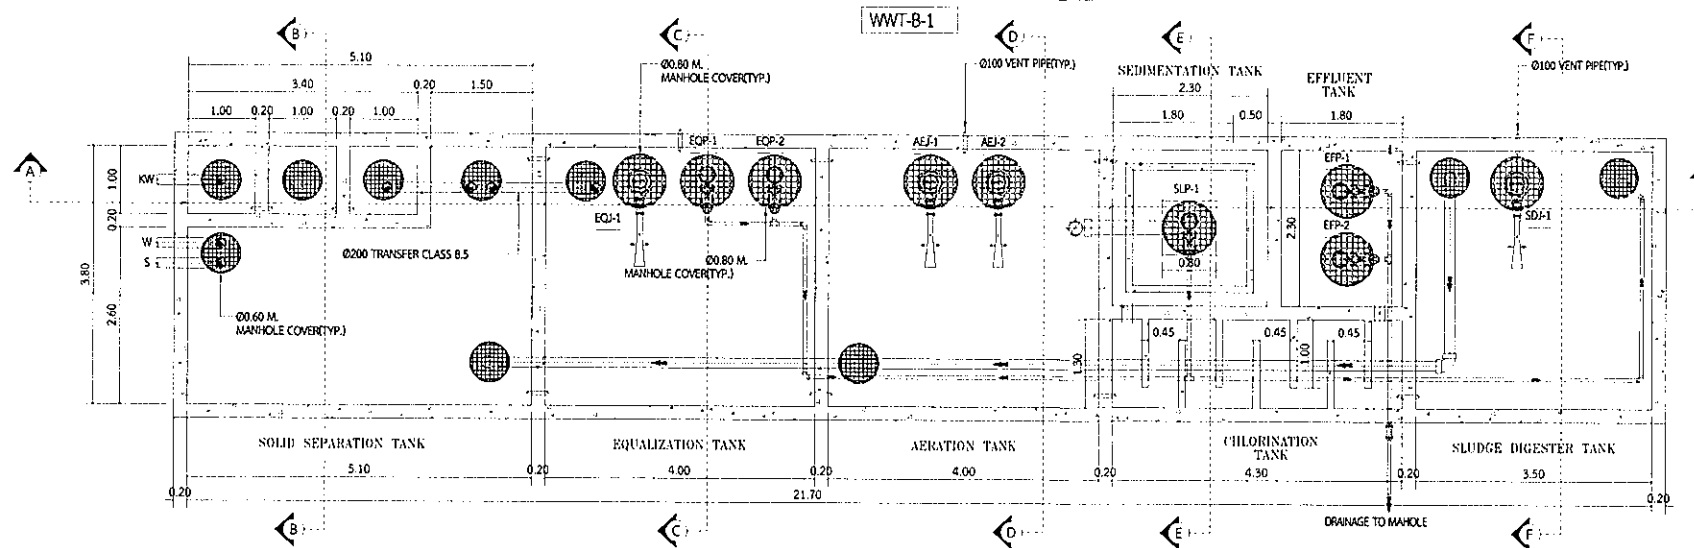 WWT-B-1
B
C
D
E
F
5.10
Ø0.80 M.
MANHOLE COVER(TYP.)
Ø100 VENT PIPE(TYP.)
SEDIMENTATION TANK
2.30
EFFLUENT
TANK
Ø100 VENT PIPE(TYP.)
3.40
0.20
1.50
1.00
0.20
1.00
0.20
1.00
1.80
0.50
1.80
A
EQP-1
EQP-2
AEJ-1
AEJ-2
EFP-1
KW
1.00
SLP-1
EQJ-1
SDJ-1
0.20
EFP-2
2.30
W
S
3.80
Ø200 TRANSFER CLASS 8.5
Ø0.80 M.
MANHOLE COVER(TYP.)
0.80
2.60
Ø0.60 M.
MANHOLE COVER(TYP.)
0.45
0.45
0.45
1.30
1.00
SOLID SEPARATION TANK
EQUALIZATION TANK
AERATION TANK
CHLORINATION
TANK
SLUDGE DIGESTER TANK
5.10
0.20
4.00
0.20
4.00
0.20
4.30
0.20
3.50
0.20
21.70
0.20
DRAINAGE TO MAHOLE
B
C
D
E
F